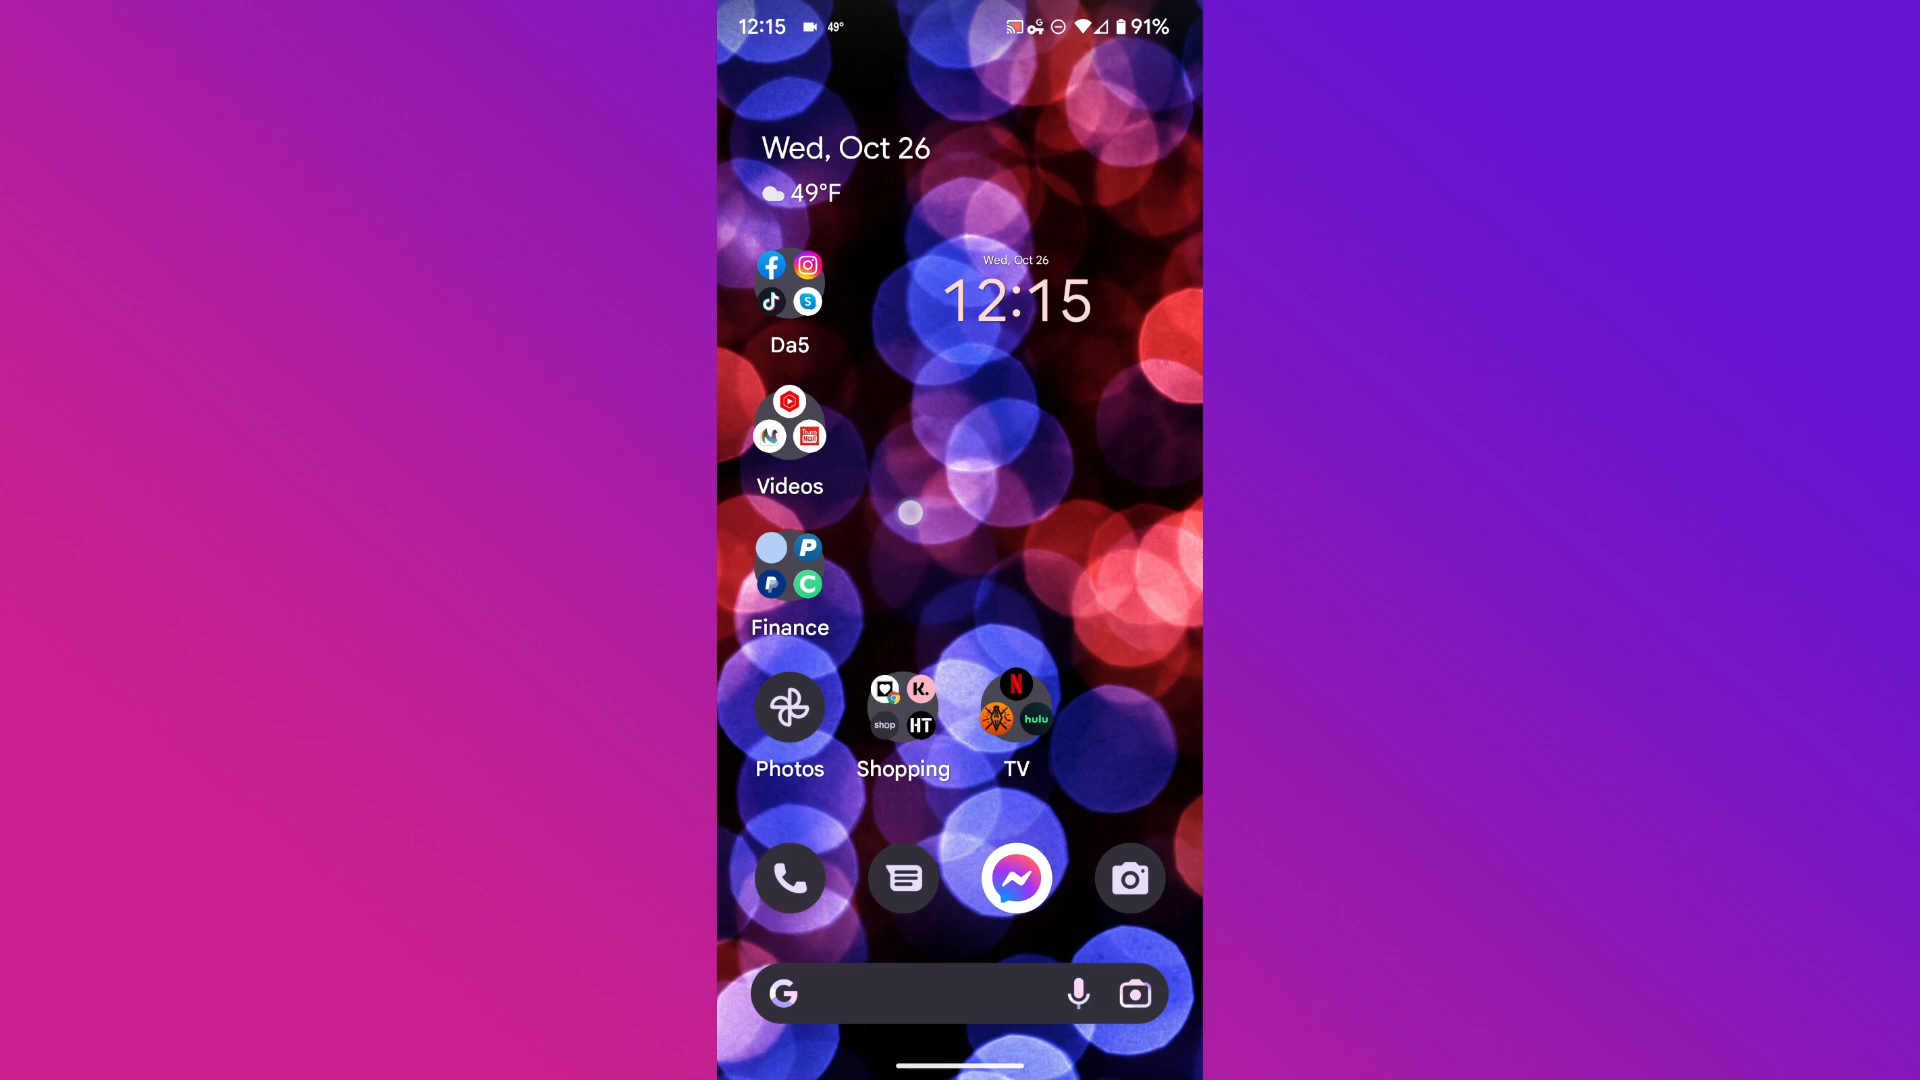 12:15 49° 91%
Wed, Oct 26
49°F
Wed, Oct 26
12:15
Da5
Videos
Finance
K.
shop HT
hulu
Photos Shopping TV